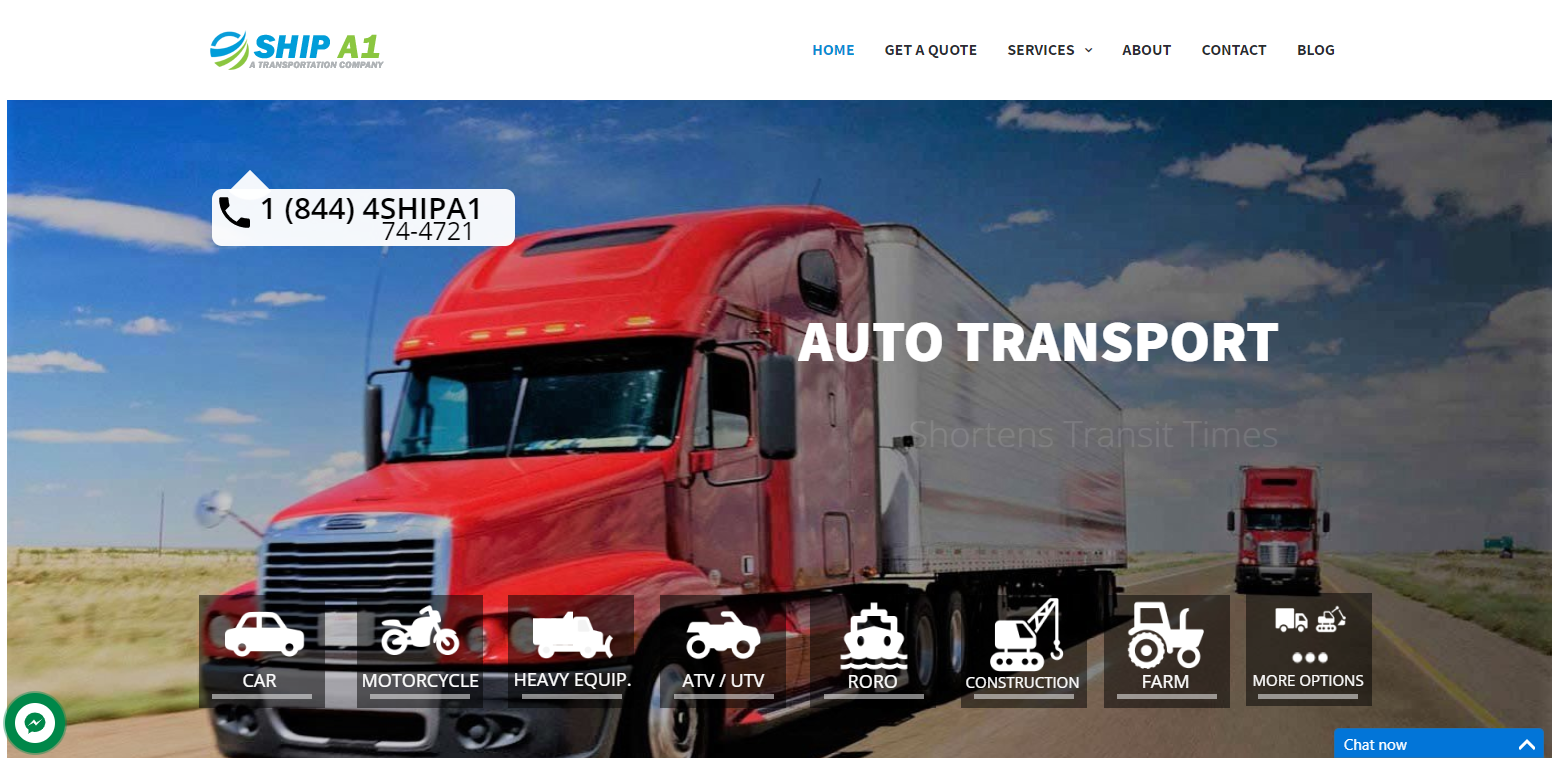 SHIP A1
A TRANSPORTATION COMPANY
HOME GET A QUOTE SERVICES ABOUT CONTACT BLOG
1 (844) 4SHIPA1
74-4721
AUTO TRANSPORT
Shortens Transit Times
CAR MOTORCYCLE HEAVY EQUIP. ATV / UTV RORO CONSTRUCTION FARM MORE OPTIONS
Chat now